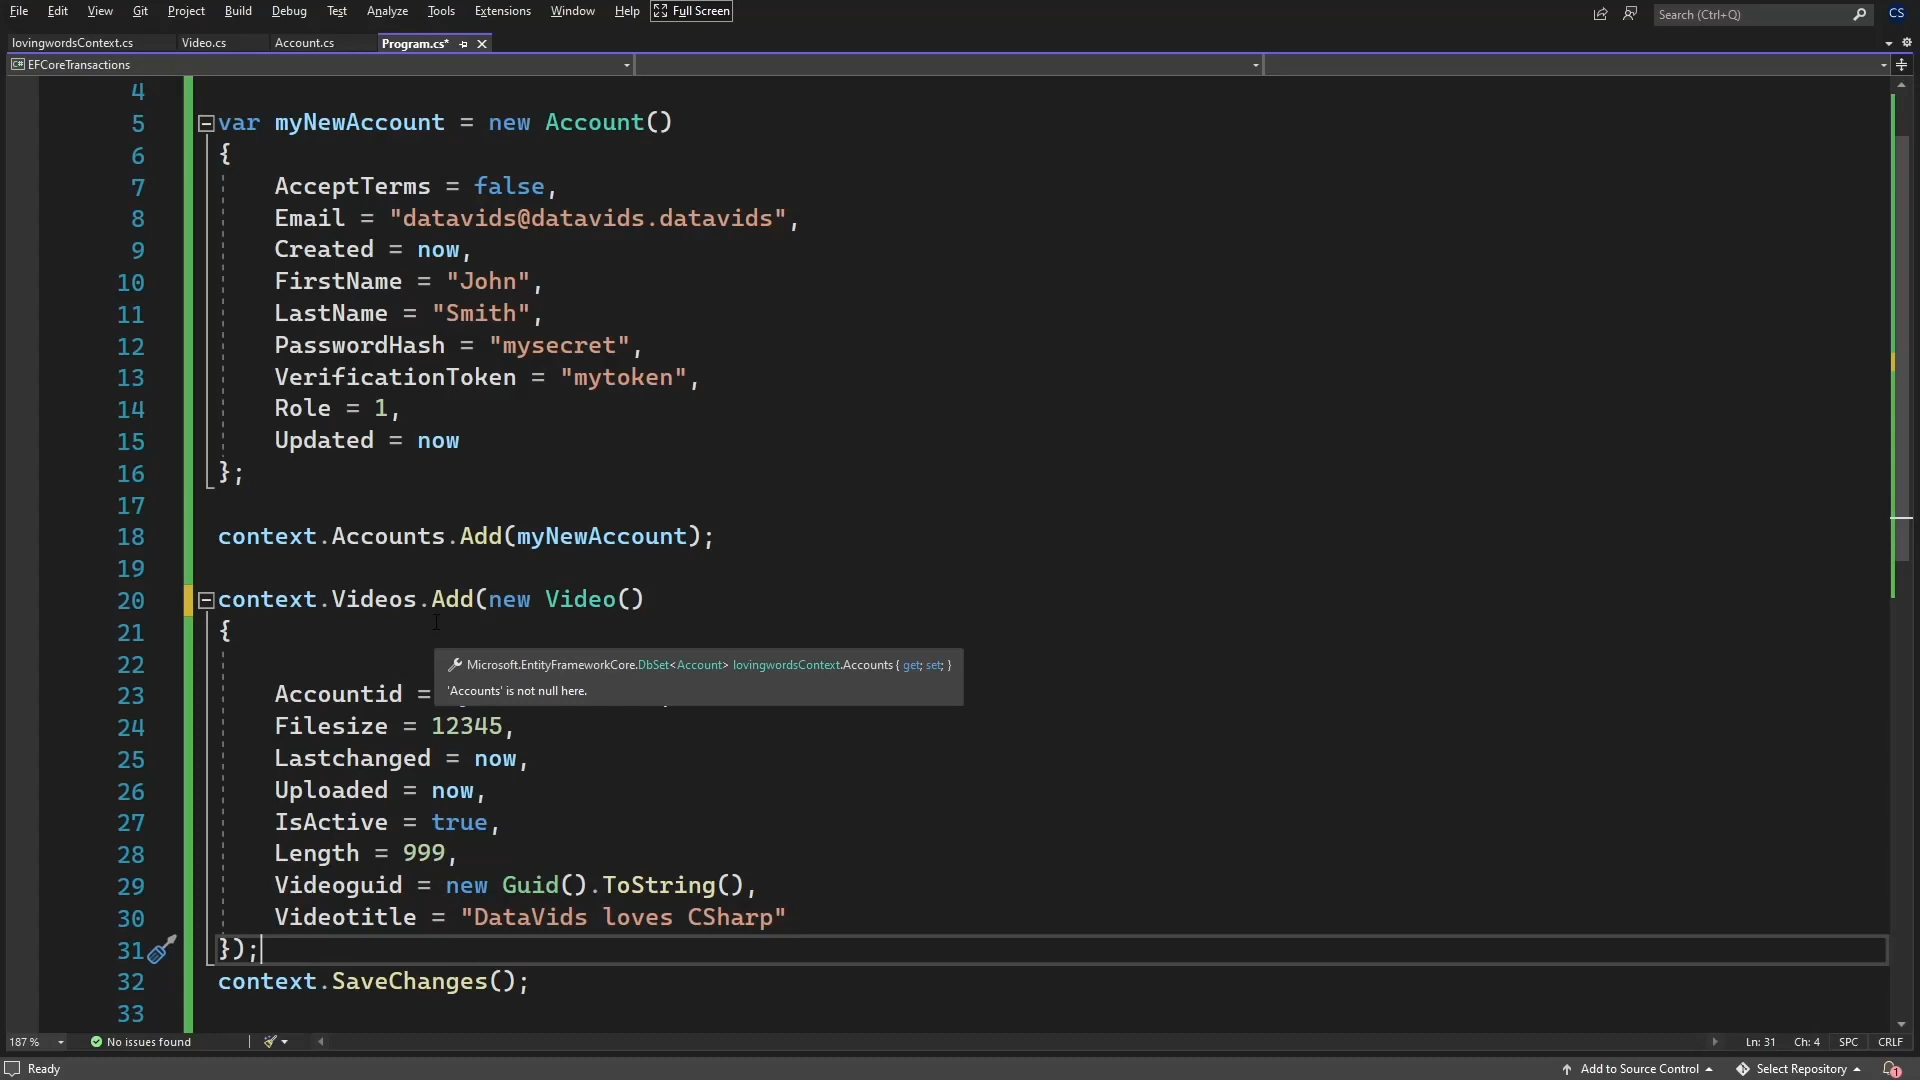 File Edit View Git Project Build Debug Test Analyze Tools Extensions Window Help Full Screen Search (Ctrl+Q) CS
lovingwordsContext.cs Video.cs Account.cs Program.cs*
C# EFCoreTransactions
4
5 var myNewAccount = new Account()
6 {
7 AcceptTerms = false,
8 Email = "datavids@datavids.datavids",
9 Created = now,
10 FirstName = "John",
11 LastName = "Smith",
12 PasswordHash = "mysecret",
13 VerificationToken = "mytoken",
14 Role = 1,
15 Updated = now
16 };
17
18 context.Accounts.Add(myNewAccount);
19
20 context.Videos.Add(new Video()
21 {
22
Microsoft.EntityFrameworkCore.DbSet<Account> lovingwordsContext.Accounts { get; set; }
'Accounts' is not null here.
23 Accountid =
24 Filesize = 12345,
25 Lastchanged = now,
26 Uploaded = now,
27 IsActive = true,
28 Length = 999,
29 Videoguid = new Guid().ToString(),
30 Videotitle = "DataVids loves CSharp"
31 });
32 context.SaveChanges();
33
187 % No issues found Ln: 31 Ch: 4 SPC CRLF
Ready Add to Source Control Select Repository 1